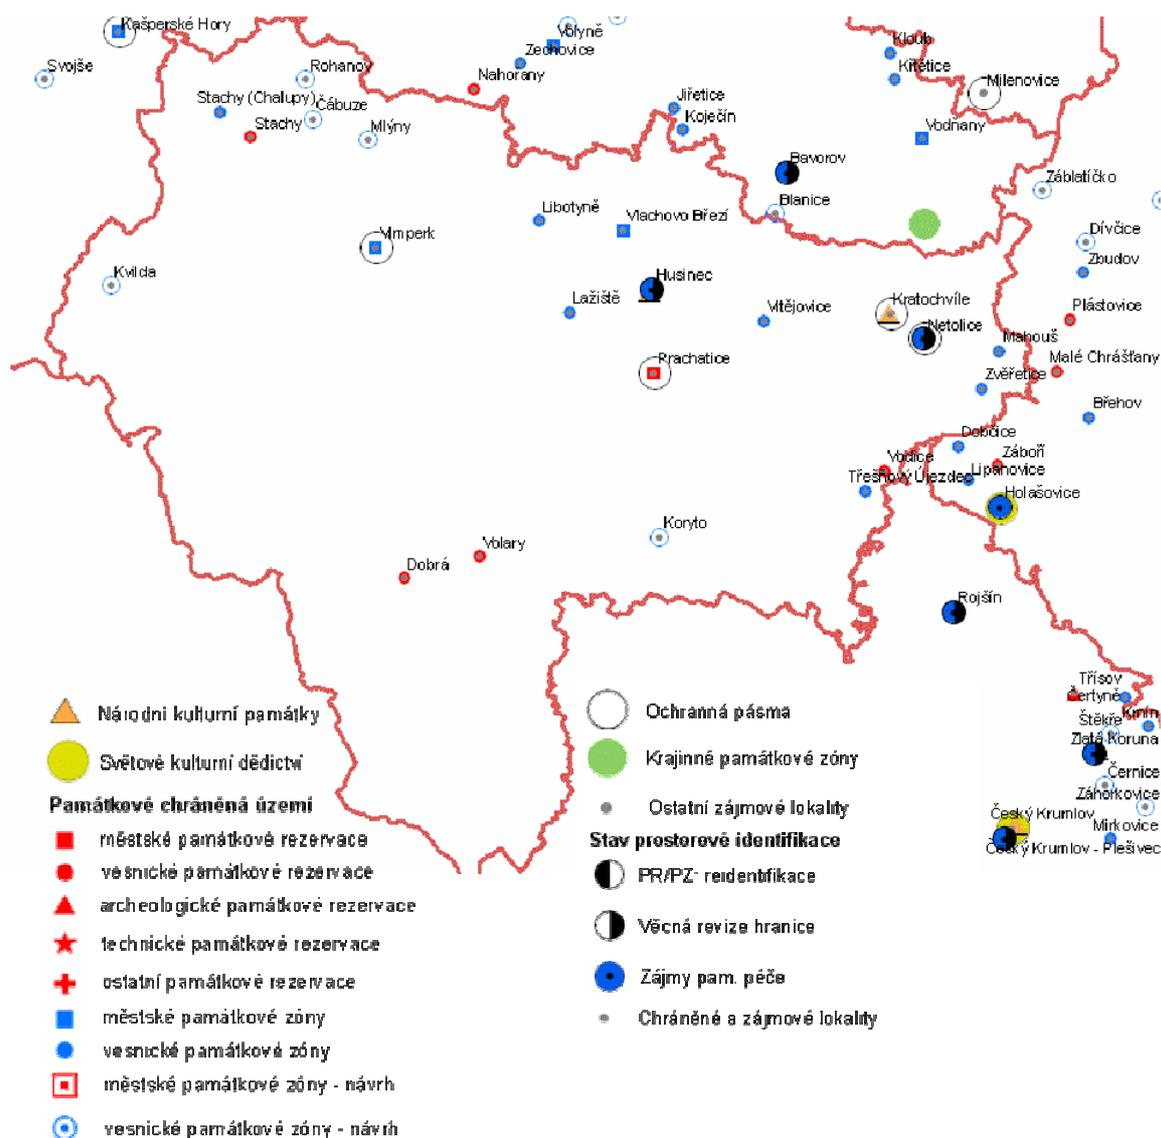 Kašperské Hory
Volyně
Zechovice
Kloub
Křtětice
Svojše
Rohanov
Nahořany
Milenovice
Stachy (Chalupy)
Čábuze
Jiřetice
Stachy
Mlýny
Koječín
Vodňany
Bavorov
Záblatíčko
Blanice
Libotyně
Vlachovo Březí
Dívčice
Vimperk
Zbudov
Kvilda
Husinec
Lažiště
Vitějovice
Kratochvíle
Plástovice
Netolice
Mahouš
Prachatice
Malé Chrášťany
Zvěřetice
Břehov
Dobčice
Vodice
Záboří
Lipanovice
Třešňový Újezdec
Holašovice
Koryto
Volary
Dobrá
Rojšín
Třísov
Čertyně
Štěkře
Krnín
Zlatá Koruna
Černice
Záhorkovice
Český Krumlov
Mirkovice
Český Krumlov - Plešivec
Národní kulturní památky
Světové kulturní dědictví
Památkově chráněná území
městské památkové rezervace
vesnické památkové rezervace
archeologické památkové rezervace
technické památkové rezervace
ostatní památkové rezervace
městské památkové zóny
vesnické památkové zóny
městské památkové zóny - návrh
vesnické památkové zóny - návrh
Ochranná pásma
Krajinné památkové zóny
Ostatní zájmové lokality
Stav prostorové identifikace
PR/PZ- reidentifikace
Věcná revize hranice
Zájmy pam. péče
Chráněné a zájmové lokality